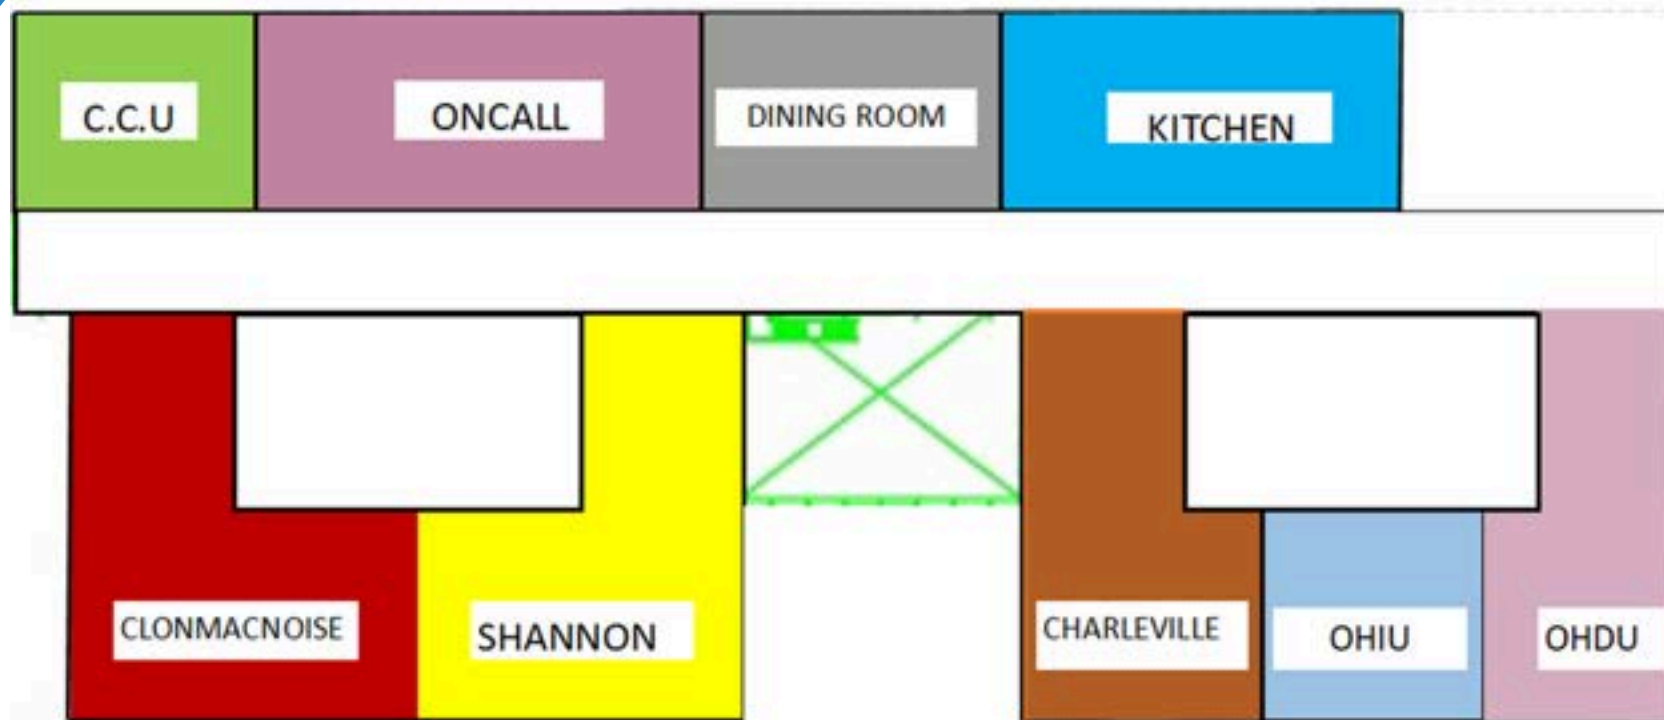 C.C.U
ONCALL
DINING ROOM
KITCHEN
CLONMACNOISE
SHANNON
CHARLEVILLE
OHIU
OHDU